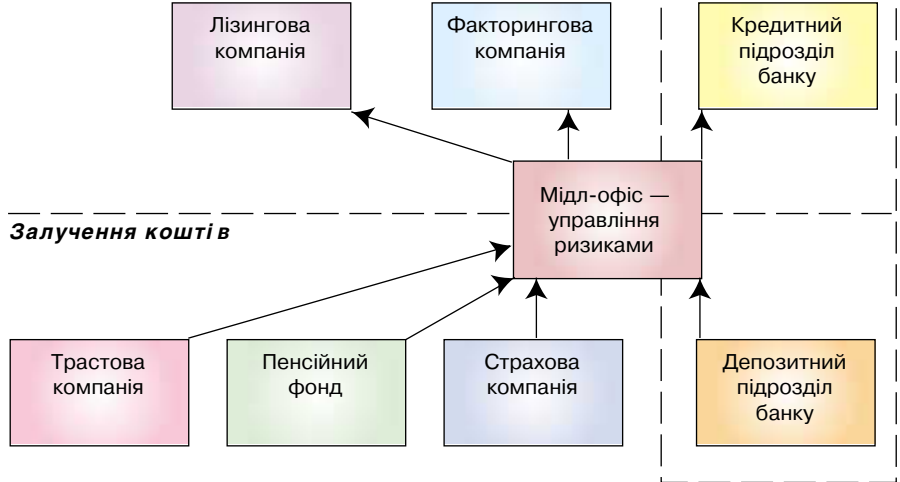 Лізингова
компанія
Факторингова
компанія
Кредитний
підрозділ
банку
Мідл-офіс —
управління
ризиками
Залучення коштів
Трастова
компанія
Пенсійний
фонд
Страхова
компанія
Депозитний
підрозділ
банку